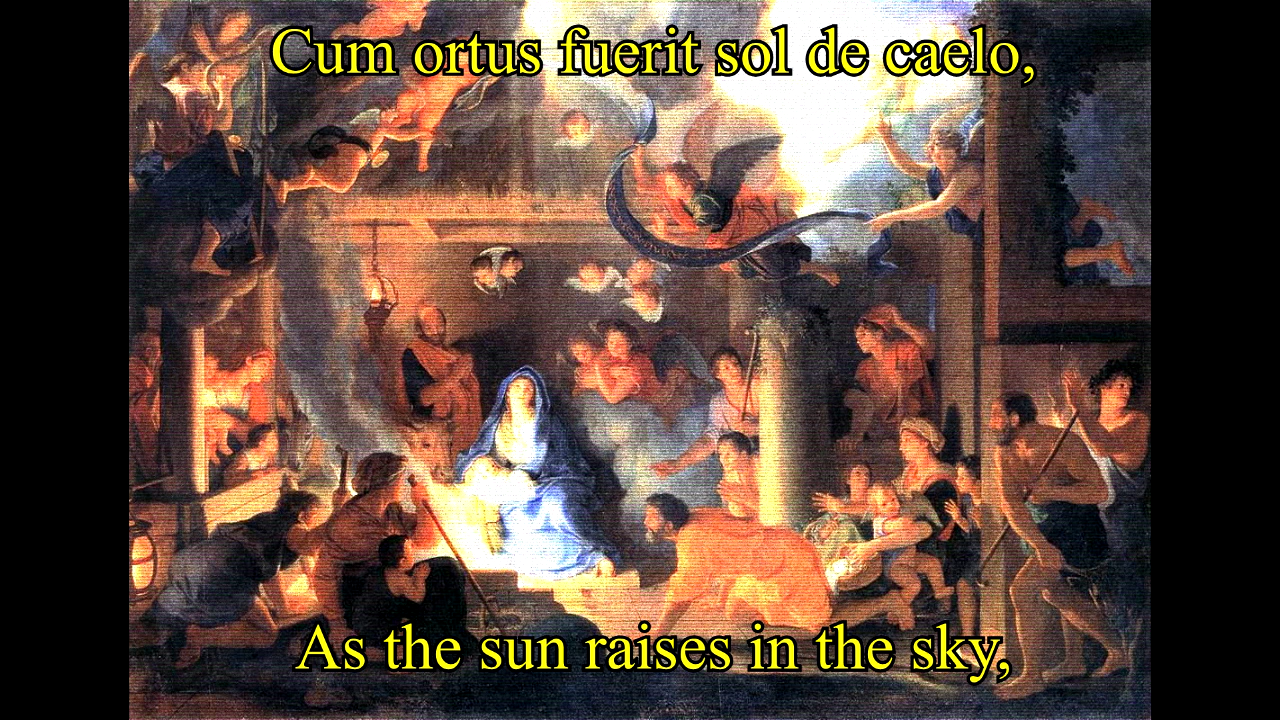 Cum ortus fuerit sol de caelo,
As the sun raises in the sky,